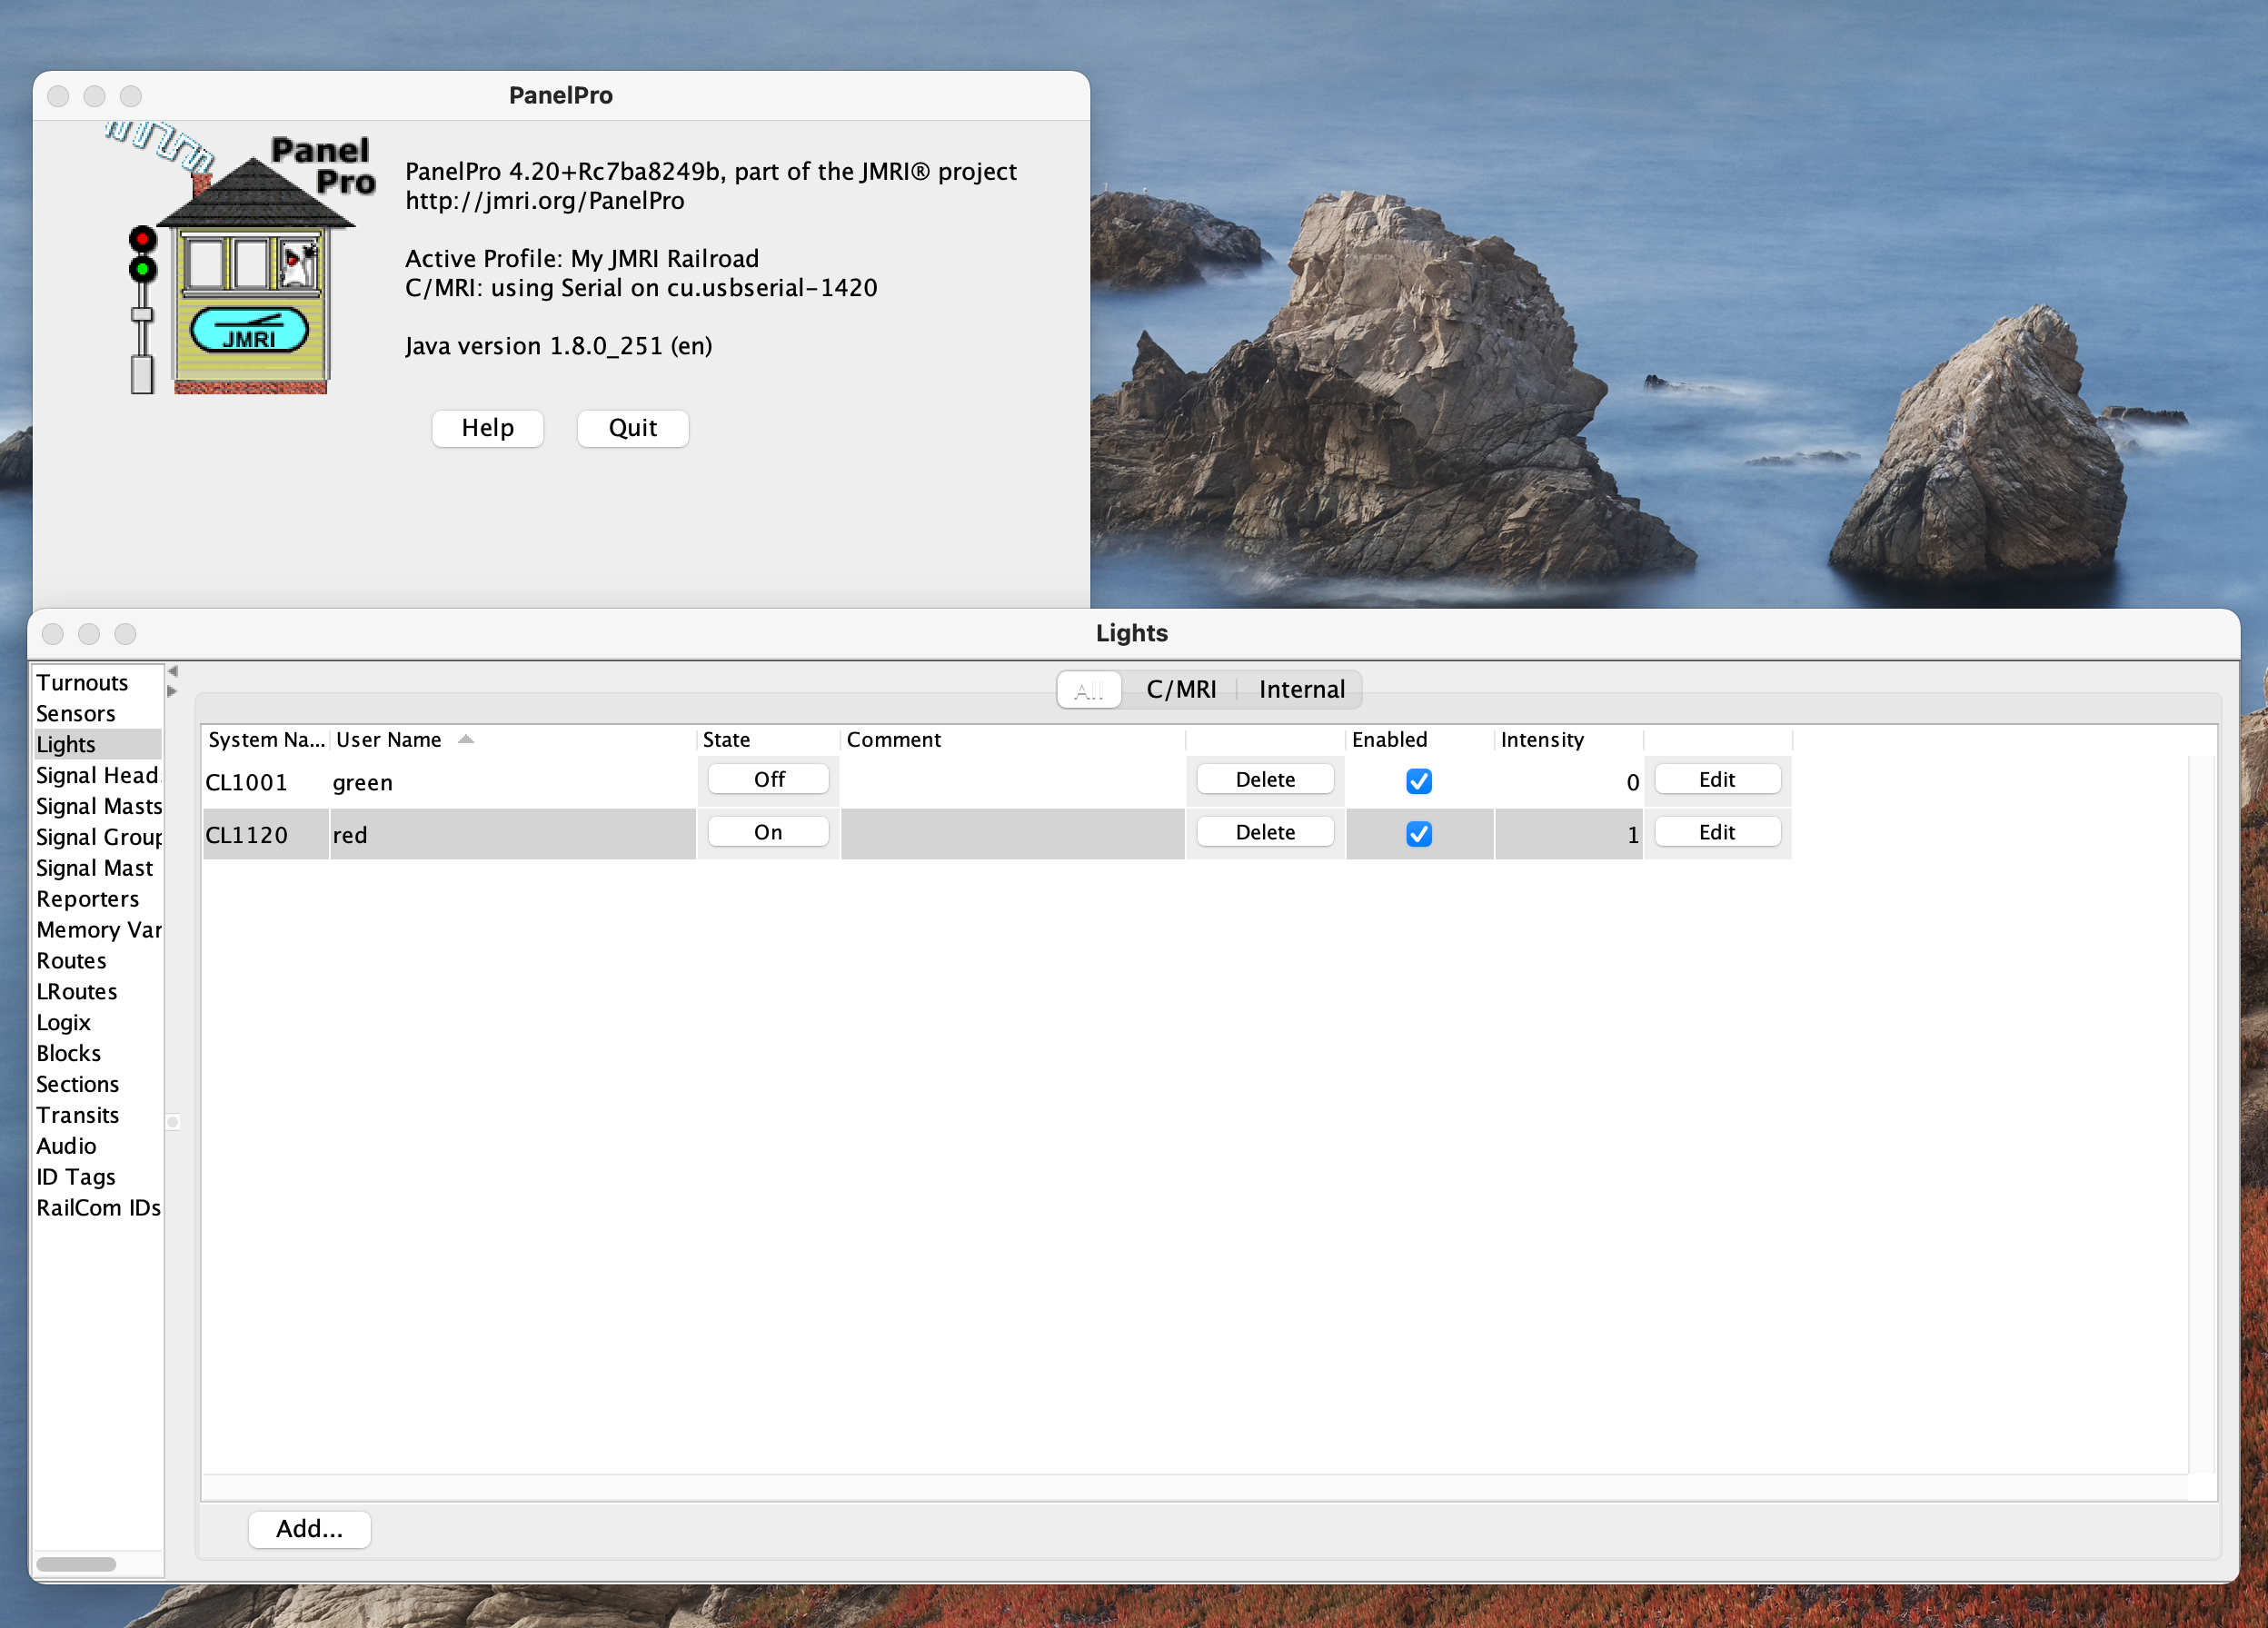 PanelPro
Panel
Pro
JMRI
PanelPro 4.20+Rc7ba8249b, part of the JMRI® project
http://jmri.org/PanelPro
Active Profile: My JMRI Railroad
C/MRI: using Serial on cu.usbserial-1420
Java version 1.8.0_251 (en)
Help Quit
Lights
Turnouts
Sensors
Lights
Signal Head
Signal Masts
Signal Group
Signal Mast
Reporters
Memory Var
Routes
LRoutes
Logix
Blocks
Sections
Transits
Audio
ID Tags
RailCom IDs
All C/MRI Internal
System Na... User Name State Comment Enabled Intensity
CL1001 green Off Delete 0 Edit
CL1120 red On Delete 1 Edit
Add...